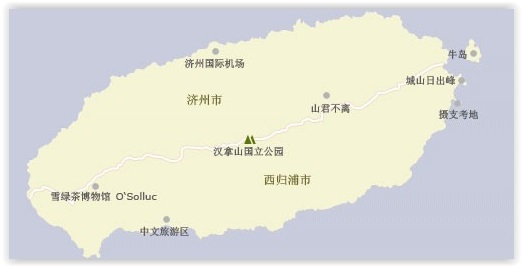 牛岛
济州国际机场
城山日出峰
济州市
山君不离
摄支考地
汉拿山国立公园
西归浦市
雪绿茶博物馆 O'Solluc
中文旅游区